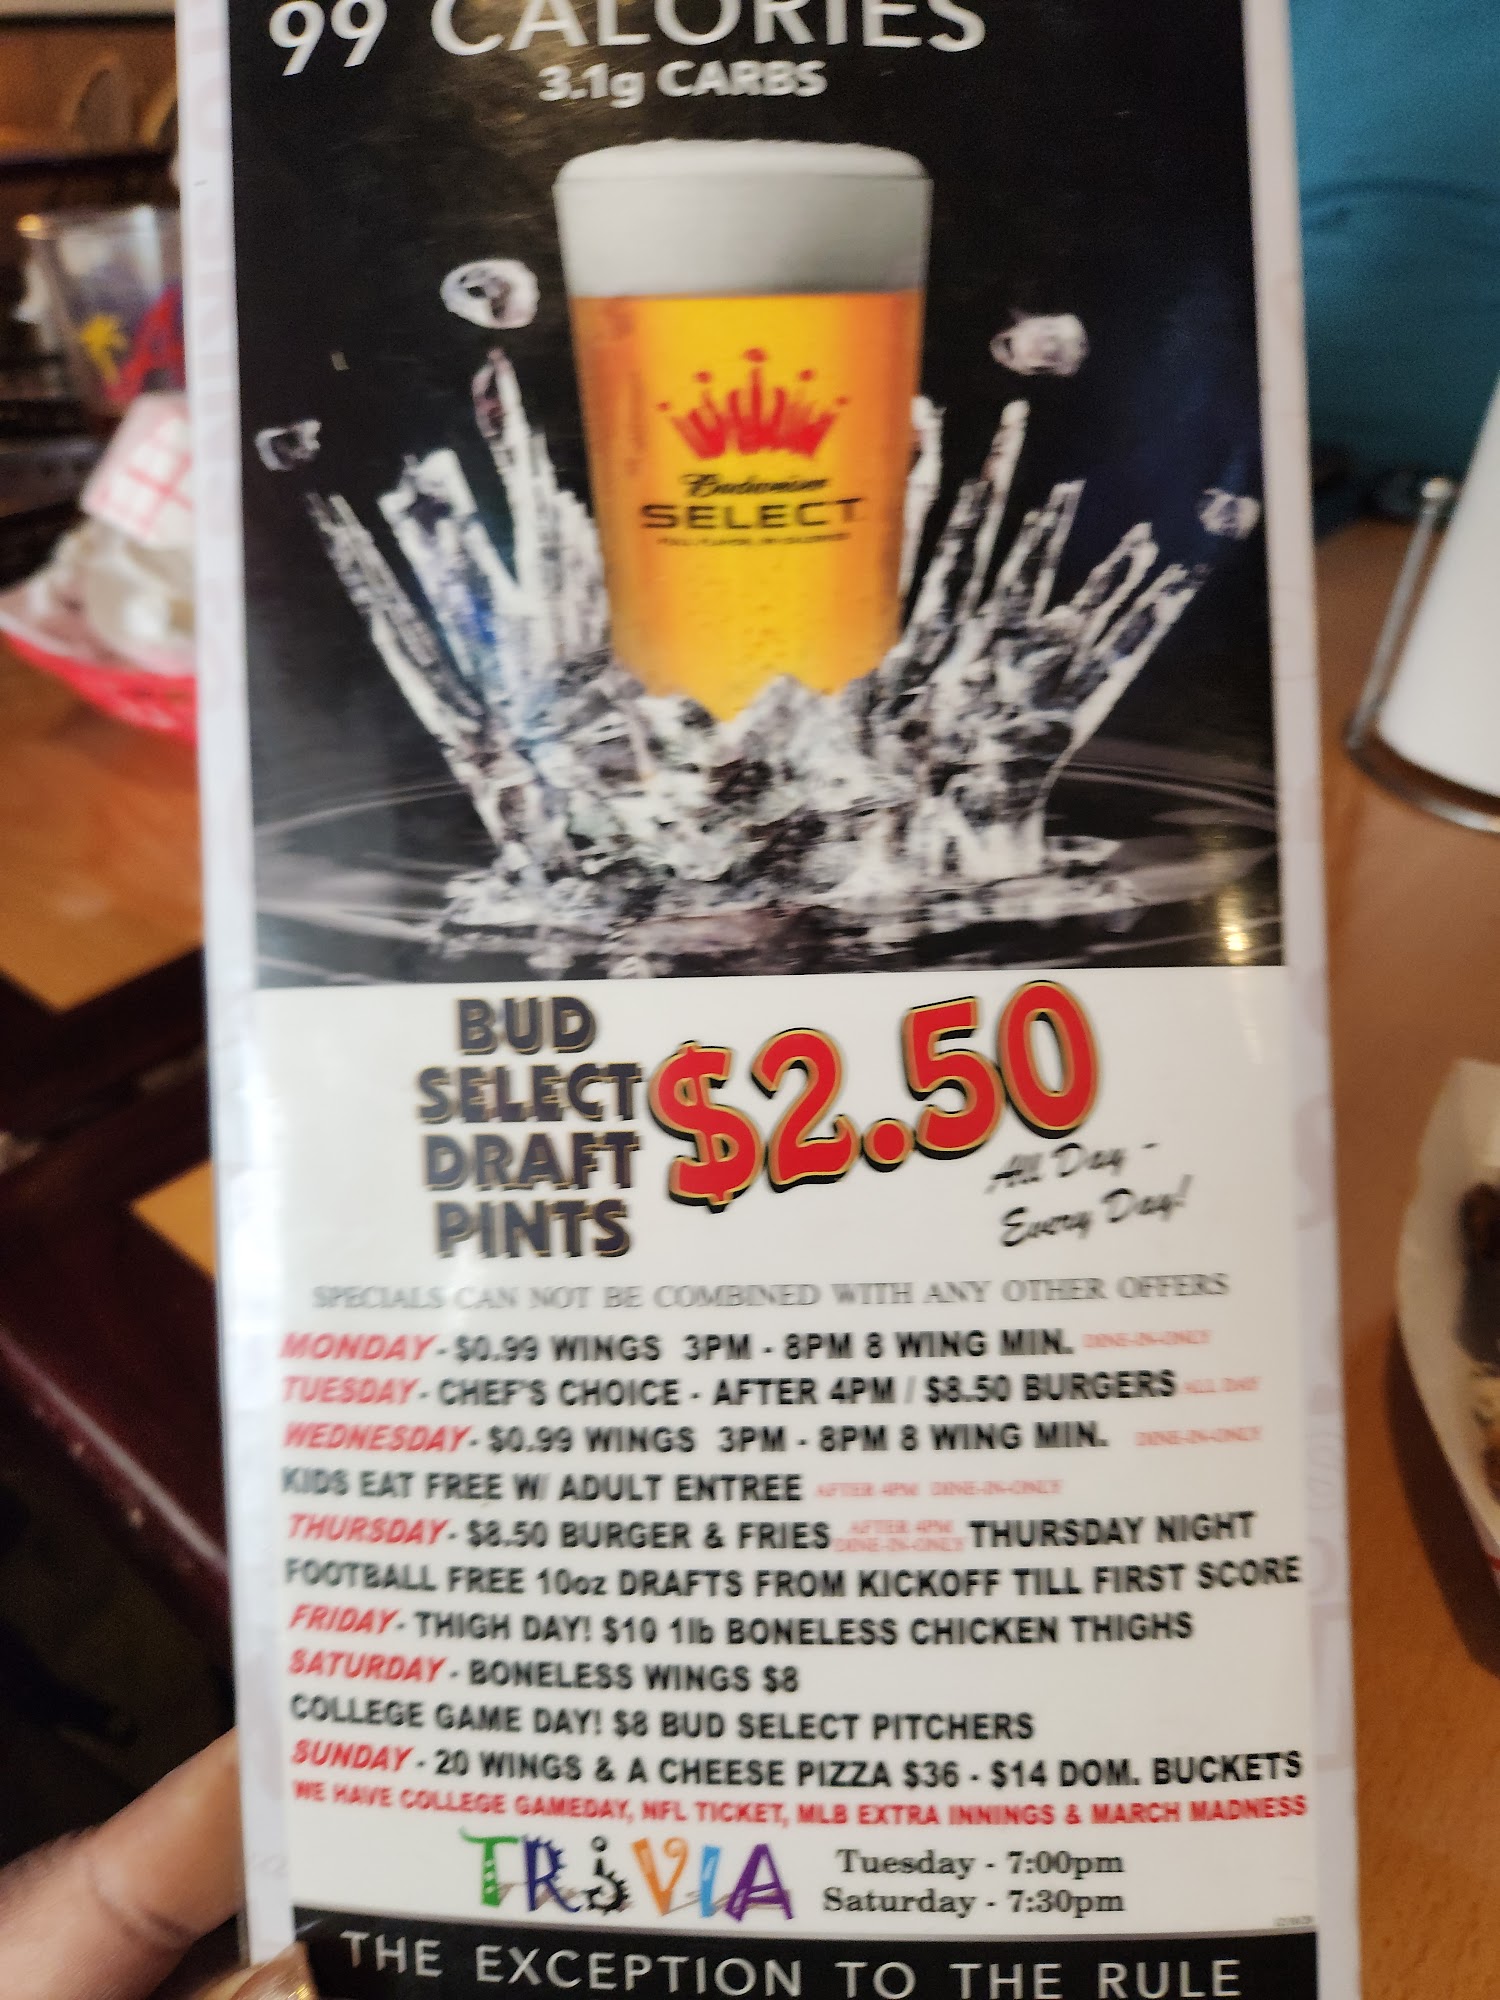 99 CALORIES
3.1g CARBS
Budweiser
SELECT
BUD
SELECT
DRAFT
PINTS
$2.50
All Day -
Every Day!
SPECIALS CAN NOT BE COMBINED WITH ANY OTHER OFFERS
MONDAY - $0.99 WINGS 3PM - 8PM 8 WING MIN. DINE-IN-ONLY
TUESDAY - CHEF'S CHOICE - AFTER 4PM / $8.50 BURGERS ALL DAY
WEDNESDAY - $0.99 WINGS 3PM - 8PM 8 WING MIN. DINE-IN-ONLY
KIDS EAT FREE W/ ADULT ENTREE AFTER 4PM DINE-IN-ONLY
THURSDAY - $8.50 BURGER & FRIES AFTER 4PM DINE-IN-ONLY THURSDAY NIGHT
FOOTBALL FREE 10oz DRAFTS FROM KICKOFF TILL FIRST SCORE
FRIDAY - THIGH DAY! $10 1lb BONELESS CHICKEN THIGHS
SATURDAY - BONELESS WINGS $8
COLLEGE GAME DAY! $8 BUD SELECT PITCHERS
SUNDAY - 20 WINGS & A CHEESE PIZZA $36 - $14 DOM. BUCKETS
WE HAVE COLLEGE GAMEDAY, NFL TICKET, MLB EXTRA INNINGS & MARCH MADNESS
TRiVIA
Tuesday - 7:00pm
Saturday - 7:30pm
THE EXCEPTION TO THE RULE